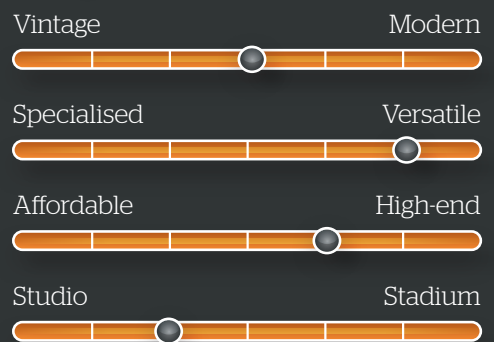 Vintage Modern
Specialised Versatile
Affordable High-end
Studio Stadium